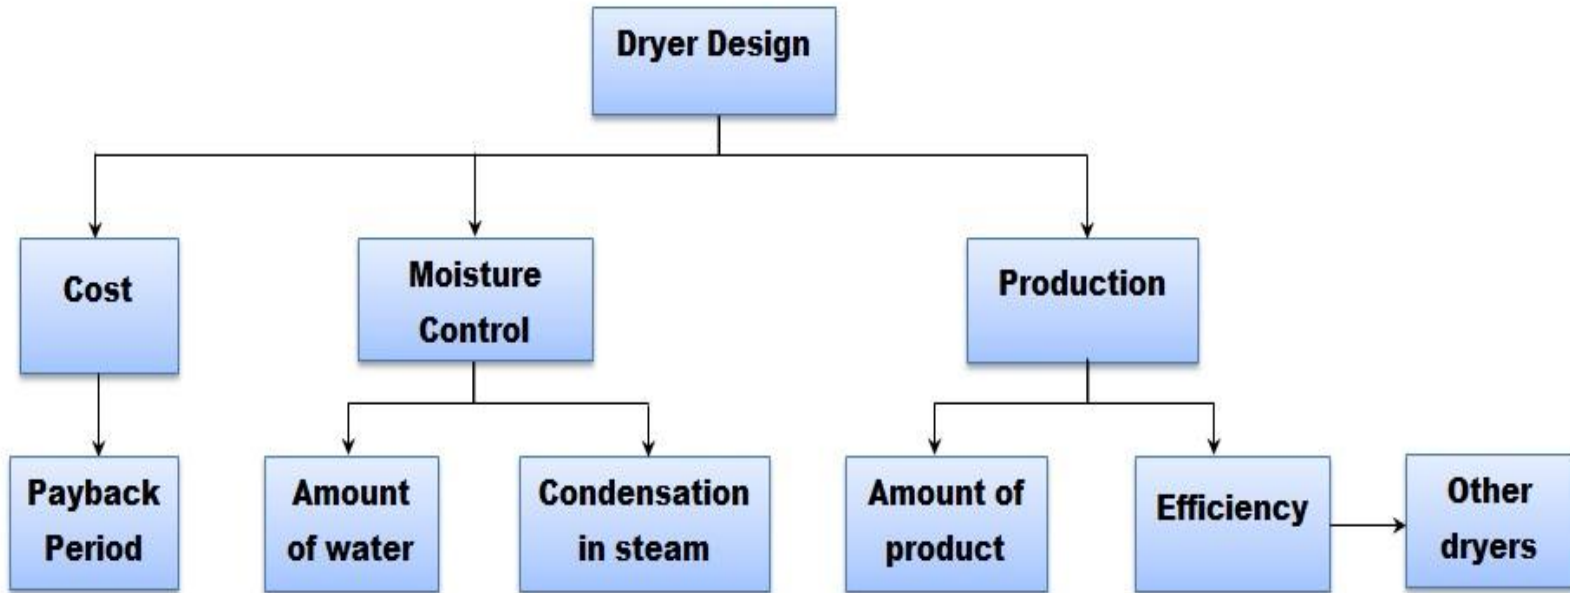 Dryer Design
Cost
Moisture
Control
Production
Payback
Period
Amount
of water
Condensation
in steam
Amount of
product
Efficiency
Other
dryers